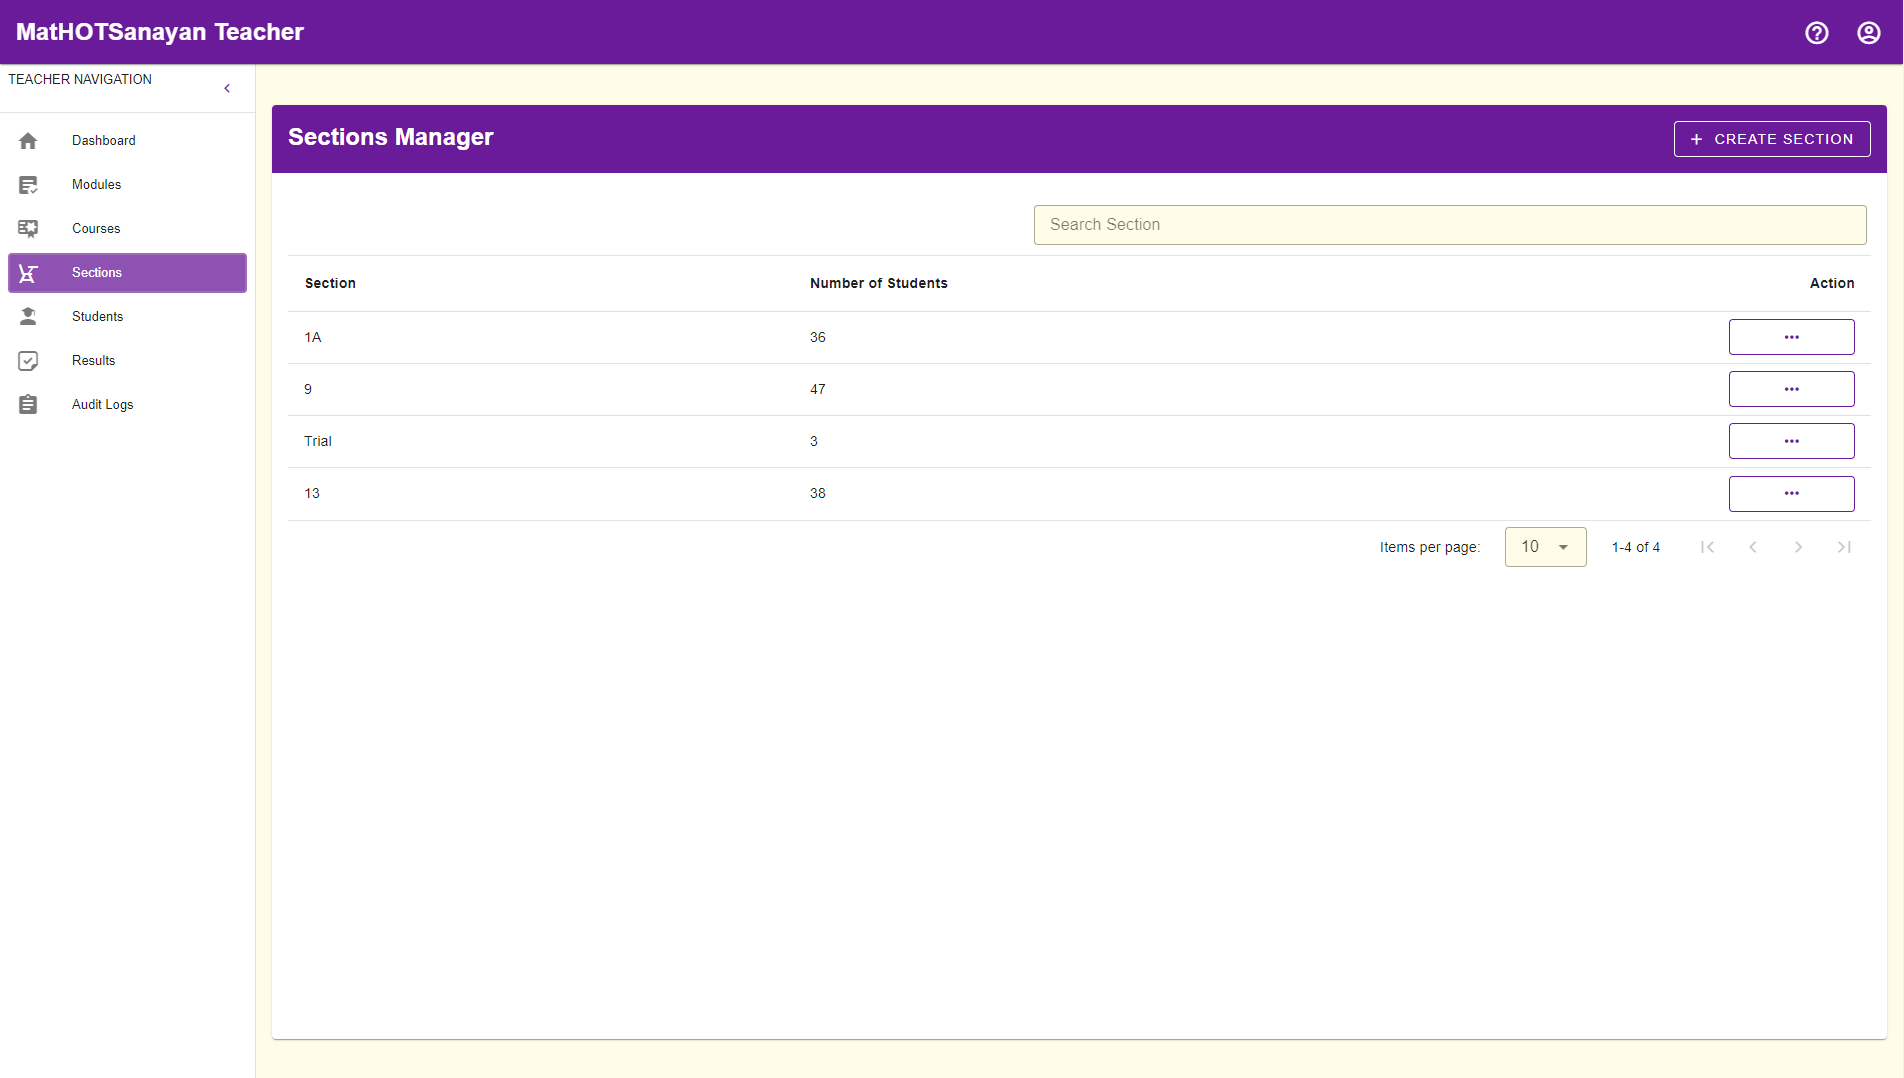 MatHOTSanayan Teacher
TEACHER NAVIGATION
Dashboard
Modules
Courses
Sections
Students
Results
Audit Logs
Sections Manager
+ CREATE SECTION
Search Section
Section Number of Students Action
1A 36 ...
9 47 ...
Trial 3 ...
13 38 ...
Items per page: 10 1-4 of 4